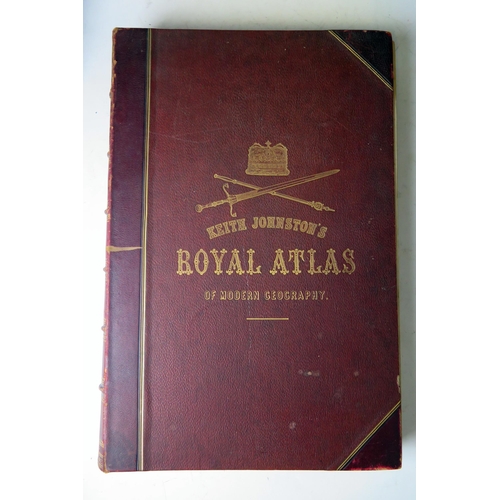 KEITH JOHNSTON'S
ROYAL ATLAS
OF MODERN GEOGRAPHY.